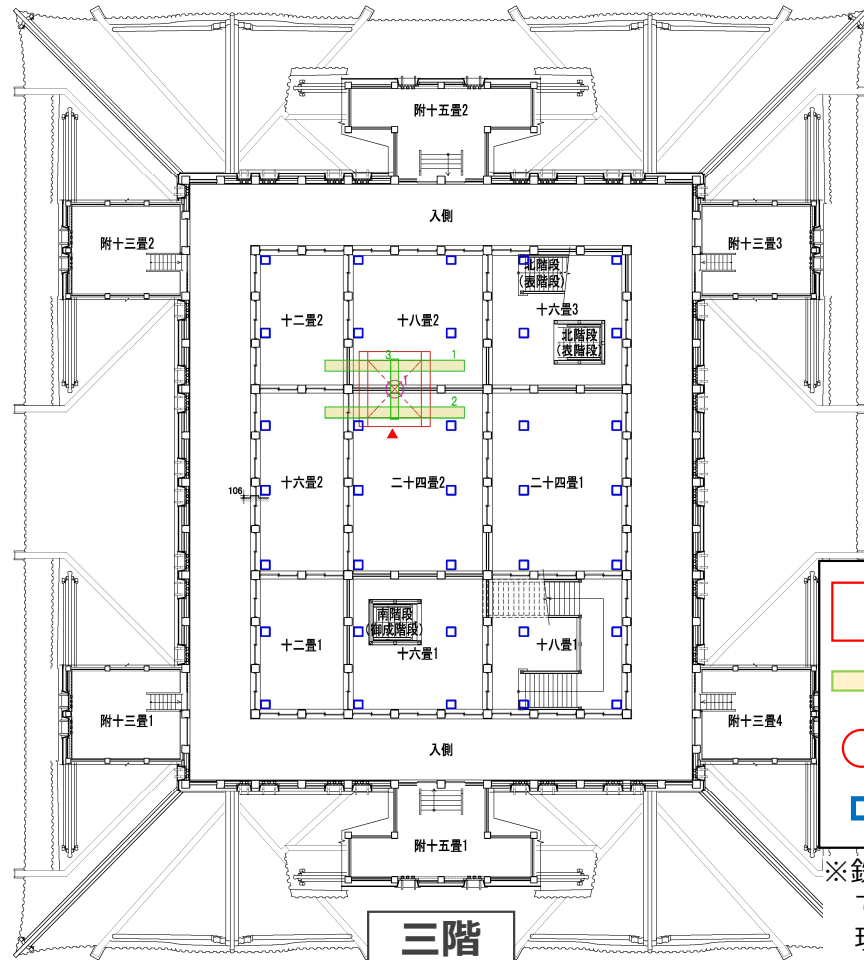 附十五畳2
入側
附十三畳2
附十三畳3
北階段
(表階段)
十二畳2
十八畳2
十六畳3
北階段
(表階段)
3
1
1
2
106
十六畳2
二十四畳2
二十四畳1
南階段
(御成階段)
十二畳1
十六畳1
十八畳1
附十三畳1
附十三畳4
入側
附十五畳1
※鉄
三階